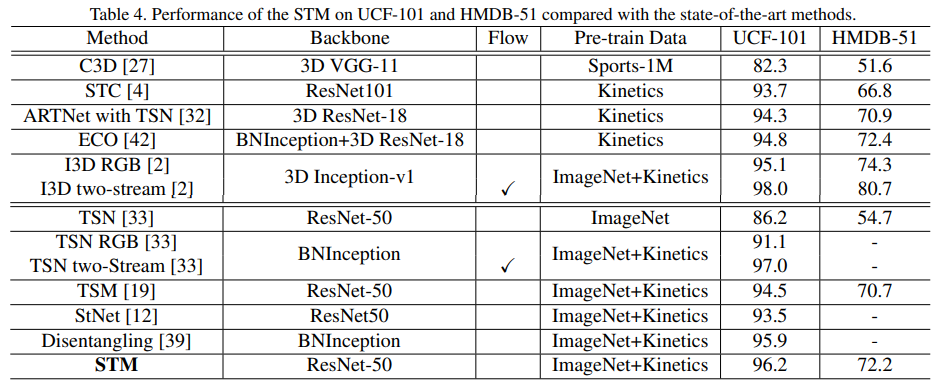 Table 4. Performance of the STM on UCF-101 and HMDB-51 compared with the state-of-the-art methods.
Method Backbone Flow Pre-train Data UCF-101 HMDB-51
C3D [27] 3D VGG-11 Sports-1M 82.3 51.6
STC [4] ResNet101 Kinetics 93.7 66.8
ARTNet with TSN [32] 3D ResNet-18 Kinetics 94.3 70.9
ECO [42] BNInception+3D ResNet-18 Kinetics 94.8 72.4
I3D RGB [2] 3D Inception-v1 ImageNet+Kinetics 95.1 74.3
I3D two-stream [2] ✓ 98.0 80.7
TSN [33] ResNet-50 ImageNet 86.2 54.7
TSN RGB [33] BNInception ImageNet+Kinetics 91.1 -
TSN two-Stream [33] ✓ 97.0 -
TSM [19] ResNet-50 ImageNet+Kinetics 94.5 70.7
StNet [12] ResNet50 ImageNet+Kinetics 93.5 -
Disentangling [39] BNInception ImageNet+Kinetics 95.9 -
STM ResNet-50 ImageNet+Kinetics 96.2 72.2